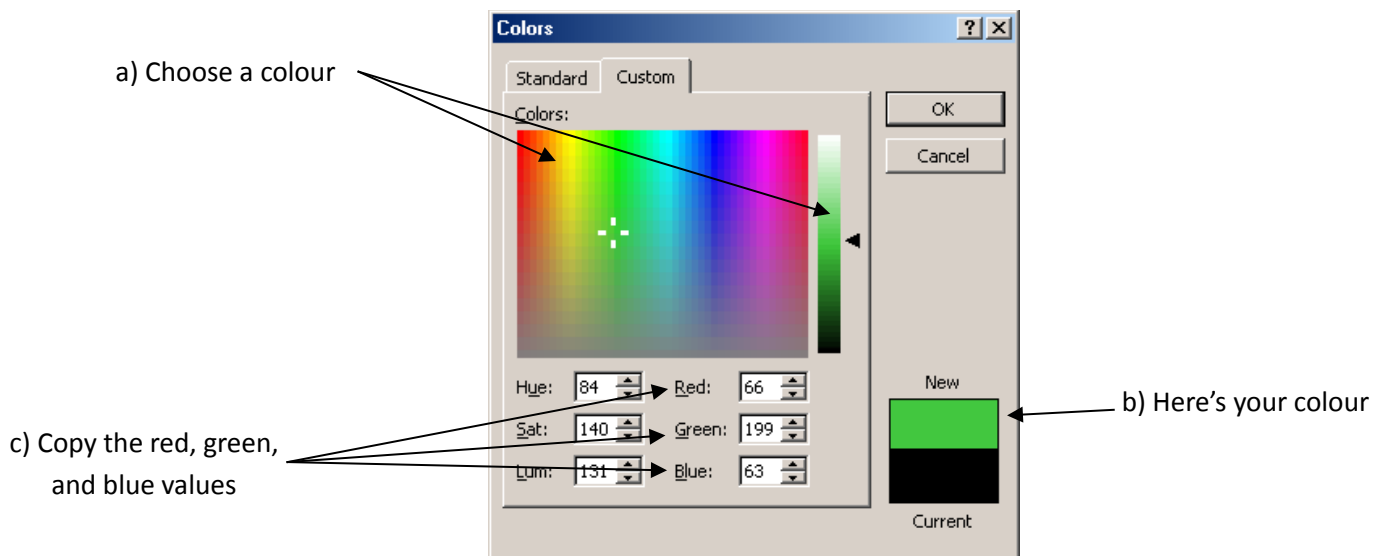 Colors
? X
a) Choose a colour
Standard Custom
Colors:
OK
Cancel
Hue: 84 Red: 66
Sat: 140 Green: 199
Lum: 131 Blue: 63
New
Current
b) Here’s your colour
c) Copy the red, green,
and blue values